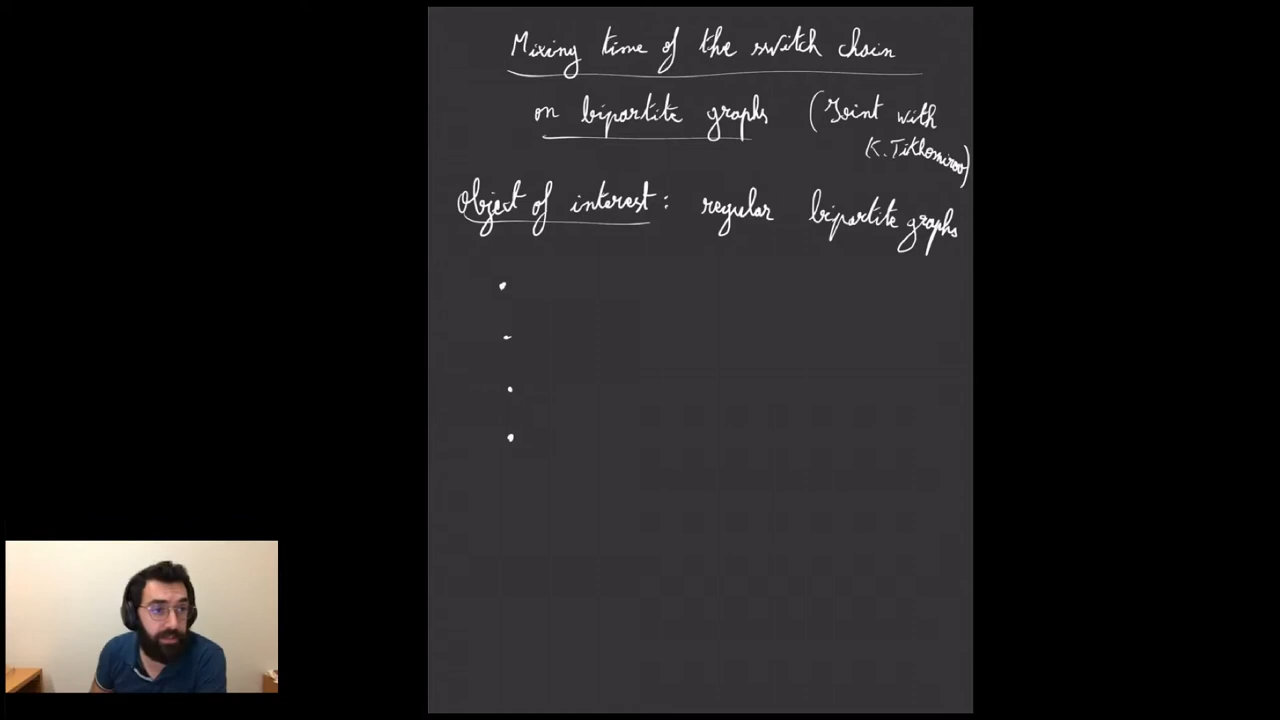 Mixing time of the switch chain
on bipartite graphs (Joint with
K. Tikhomirov)
Object of interest: regular bipartite graphs